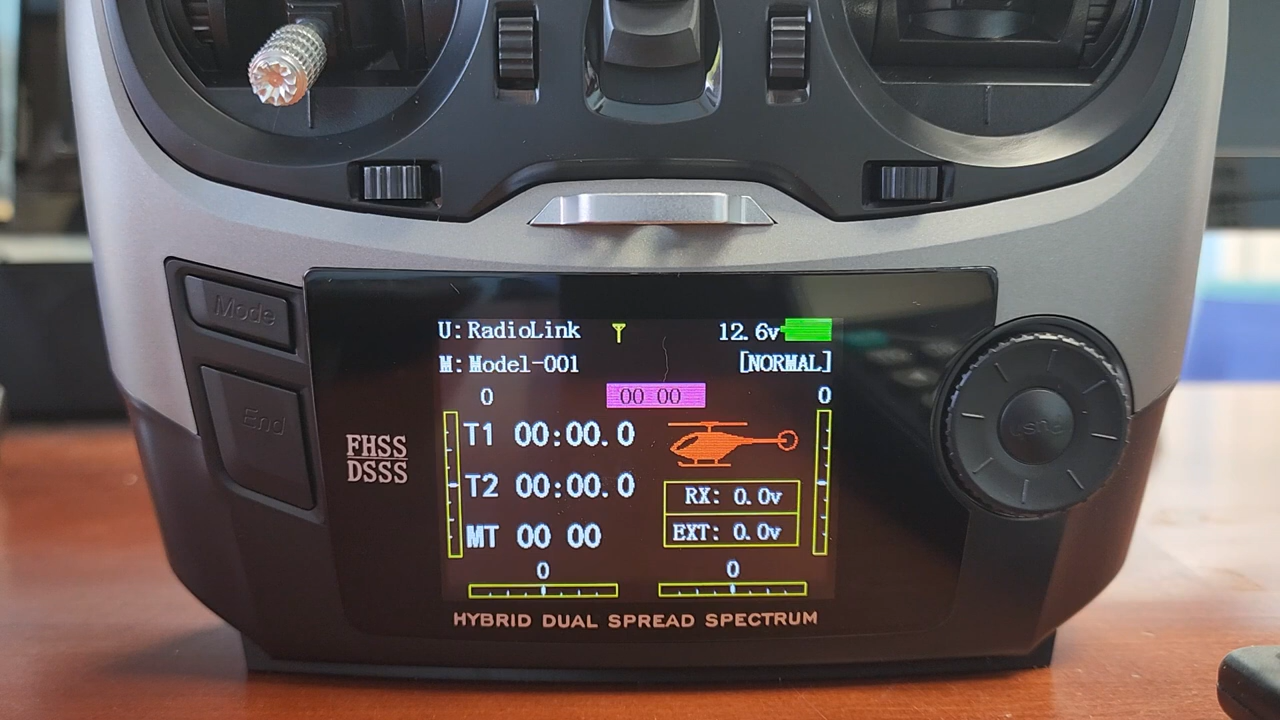 Mode
End
Push
FHSS
DSSS
U: RadioLink
12.6v
M: Model-001
[NORMAL]
0
00 00
0
T1 00:00.0
T2 00:00.0
RX: 0.0v
MT 00 00
EXT: 0.0v
0
0
HYBRID DUAL SPREAD SPECTRUM